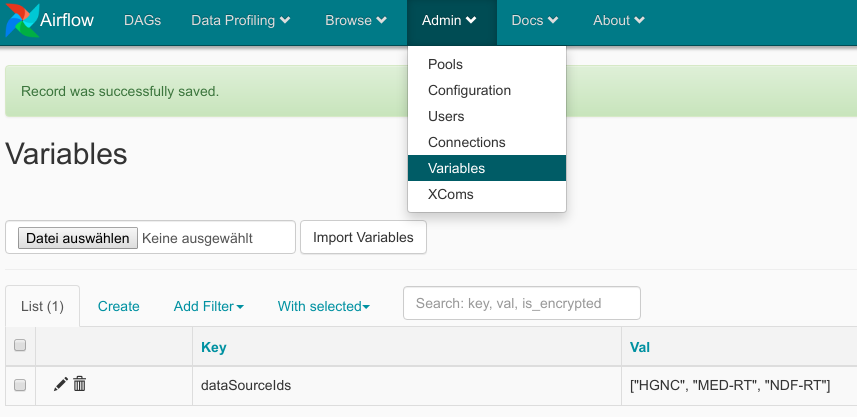 Airflow DAGs Data Profiling Browse Admin Docs About
Pools
Record was successfully saved.
Configuration
Users
Connections
Variables
Variables
XComs
Datei auswählen Keine ausgewählt Import Variables
List (1) Create Add Filter With selected Search: key, val, is_encrypted
Key Val
dataSourceIds ["HGNC", "MED-RT", "NDF-RT"]